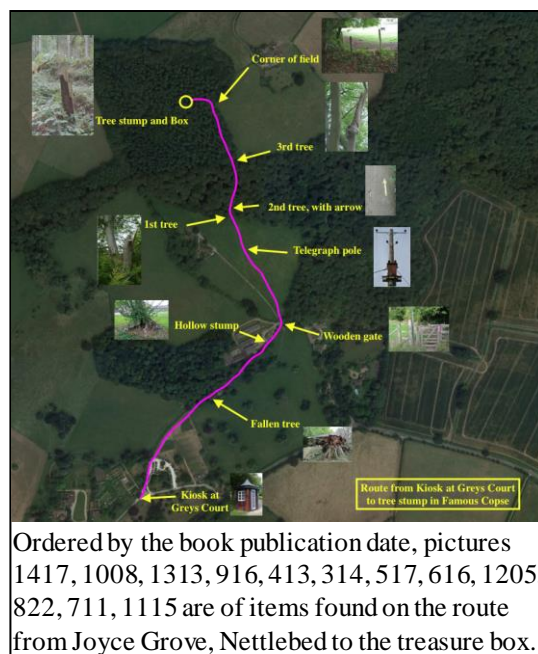 Corner of field
Tree stump and Box
3rd tree
2nd tree, with arrow
1st tree
Telegraph pole
Hollow stump
Wooden gate
Fallen tree
Kiosk at
Greys Court
Route from Kiosk at Greys Court
to tree stump in Famous Copse
Ordered by the book publication date, pictures
1417, 1008, 1313, 916, 413, 314, 517, 616, 1205
822, 711, 1115 are of items found on the route
from Joyce Grove, Nettlebed to the treasure box.